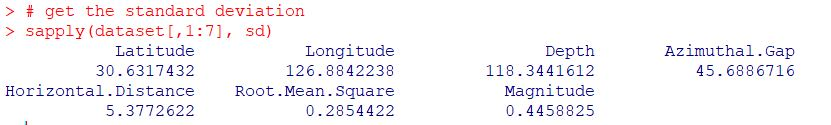 > # get the standard deviation
> sapply(dataset[,1:7], sd)
Latitude Longitude Depth Azimuthal.Gap
30.6317432 126.8842238 118.3441612 45.6886716
Horizontal.Distance Root.Mean.Square Magnitude
5.3772622 0.2854422 0.4458825